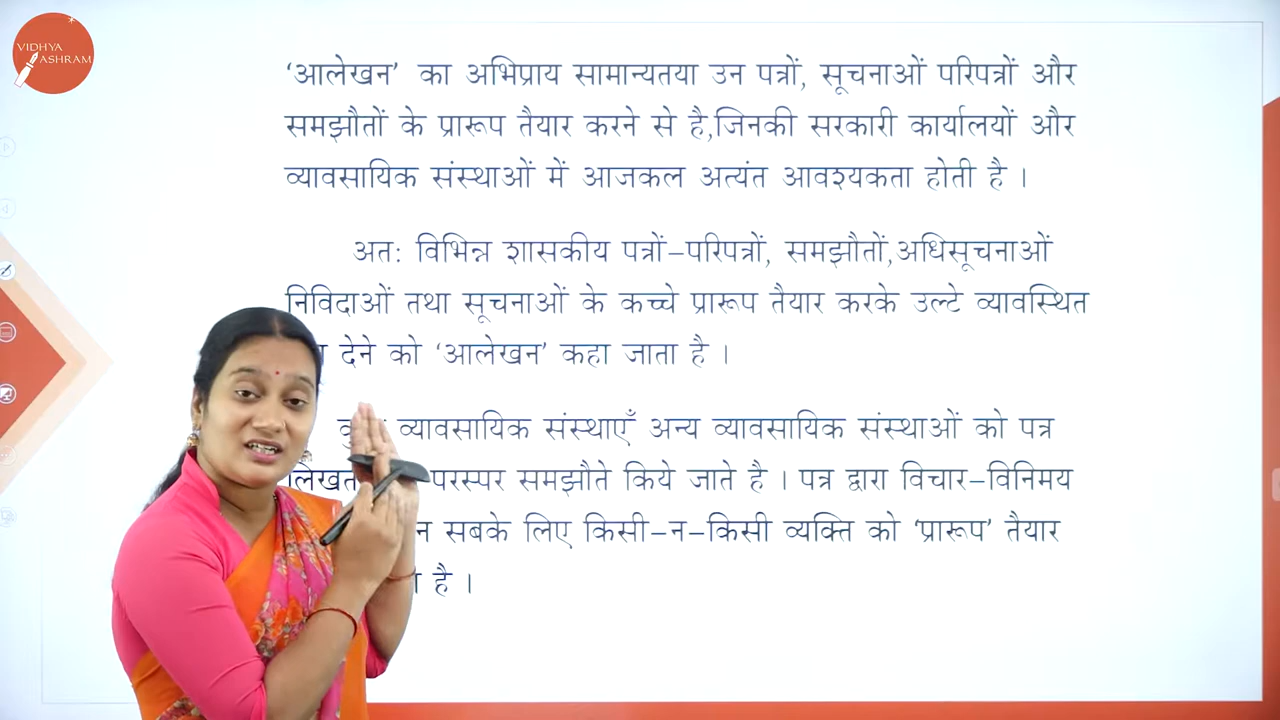 VIDHYA
ASHRAM
‘आलेखन’ का अभिप्राय सामान्यतया उन पत्रों, सूचनाओं परिपत्रों और
समझौतों के प्रारूप तैयार करने से है,जिनकी सरकारी कार्यालयों और
व्यावसायिक संस्थाओं में आजकल अत्यंत आवश्यकता होती है ।
अत: विभिन्न शासकीय पत्रों-परिपत्रों, समझौतों,अधिसूचनाओं
निविदाओं तथा सूचनाओं के कच्चे प्रारूप तैयार करके उल्टे व्यावस्थित
देने को ‘आलेखन’ कहा जाता है ।
व्यावसायिक संस्थाएँ अन्य व्यावसायिक संस्थाओं को पत्र
परस्पर समझौते किये जाते है । पत्र द्वारा विचार-विनिमय
सबके लिए किसी-न-किसी व्यक्ति को ‘प्रारूप’ तैयार
है ।